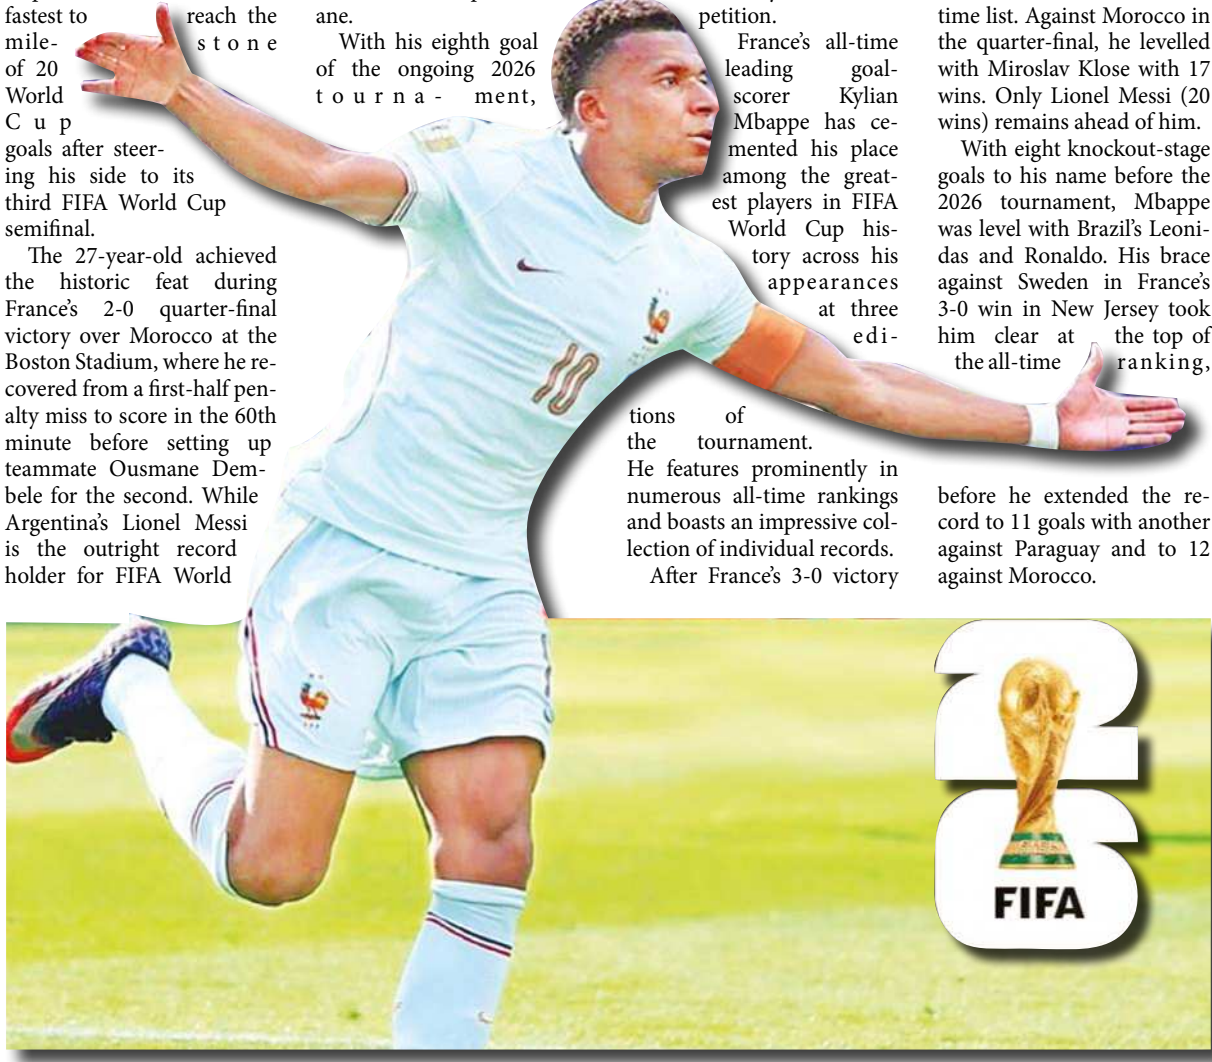 fastest to reach the
mile- stone
of 20
World
Cup
goals after steer-
ing his side to its
third FIFA World Cup
semifinal.
The 27-year-old achieved
the historic feat during
France's 2-0 quarter-final
victory over Morocco at the
Boston Stadium, where he re-
covered from a first-half pen-
alty miss to score in the 60th
minute before setting up
teammate Ousmane Dem-
bele for the second. While
Argentina's Lionel Messi
is the outright record
holder for FIFA World
ane.
With his eighth goal
of the ongoing 2026
tourna- ment,
petition.
France's all-time
leading goal-
scorer Kylian
Mbappe has ce-
mented his place
among the great-
est players in FIFA
World Cup his-
tory across his
appearances
at three
edi-
tions of
the tournament.
He features prominently in
numerous all-time rankings
and boasts an impressive col-
lection of individual records.
After France's 3-0 victory
time list. Against Morocco in
the quarter-final, he levelled
with Miroslav Klose with 17
wins. Only Lionel Messi (20
wins) remains ahead of him.
With eight knockout-stage
goals to his name before the
2026 tournament, Mbappe
was level with Brazil's Leoni-
das and Ronaldo. His brace
against Sweden in France's
3-0 win in New Jersey took
him clear at the top of
the all-time ranking,
before he extended the re-
cord to 11 goals with another
against Paraguay and to 12
against Morocco.
10
26
FIFA